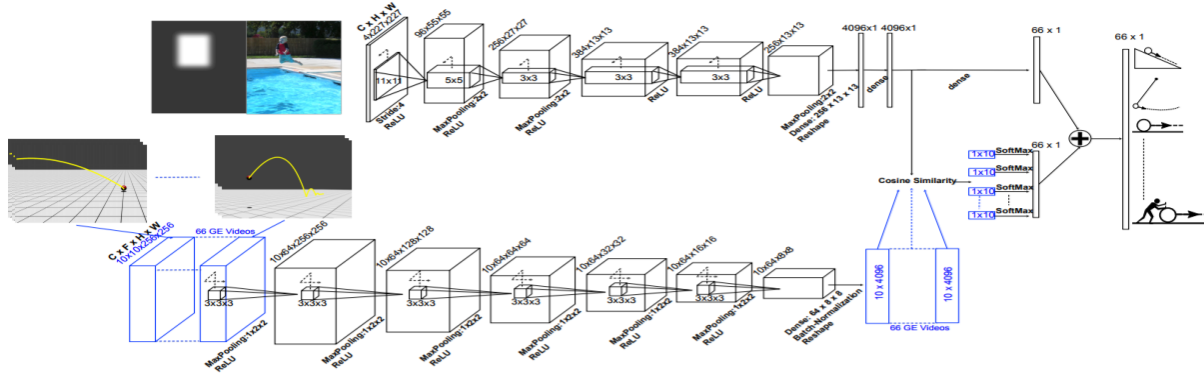 C x H x W
4x227x227
96x55x55
256x27x27
384x13x13
384x13x13
256x13x13
4096x1
4096x1
66 x 1
66 x 1
11x11
5x5
3x3
3x3
3x3
Stride:4
ReLU
MaxPooling:2x2
ReLU
MaxPooling:2x2
ReLU
ReLU
ReLU
MaxPooling:2x2
Dense: 256 x 13 x 13
Reshape
dense
dense
66 x 1
Cosine Similarity
1x10
SoftMax
1x10
SoftMax
1x10
SoftMax
1x10
SoftMax
C x F x H x W
10x10x256x256
66 GE Videos
10x64x256x256
10x64x128x128
10x64x64x64
10x64x32x32
10x64x16x16
10x64x8x8
3x3x3
3x3x3
3x3x3
3x3x3
3x3x3
3x3x3
MaxPooling:1x2x2
ReLU
MaxPooling:1x2x2
ReLU
MaxPooling:1x2x2
ReLU
MaxPooling:1x2x2
ReLU
MaxPooling:1x2x2
ReLU
MaxPooling:1x2x2
ReLU
Dense: 64 x 8 x 8
Batch-Normalization
Reshape
10 x 4096
10 x 4096
66 GE Videos